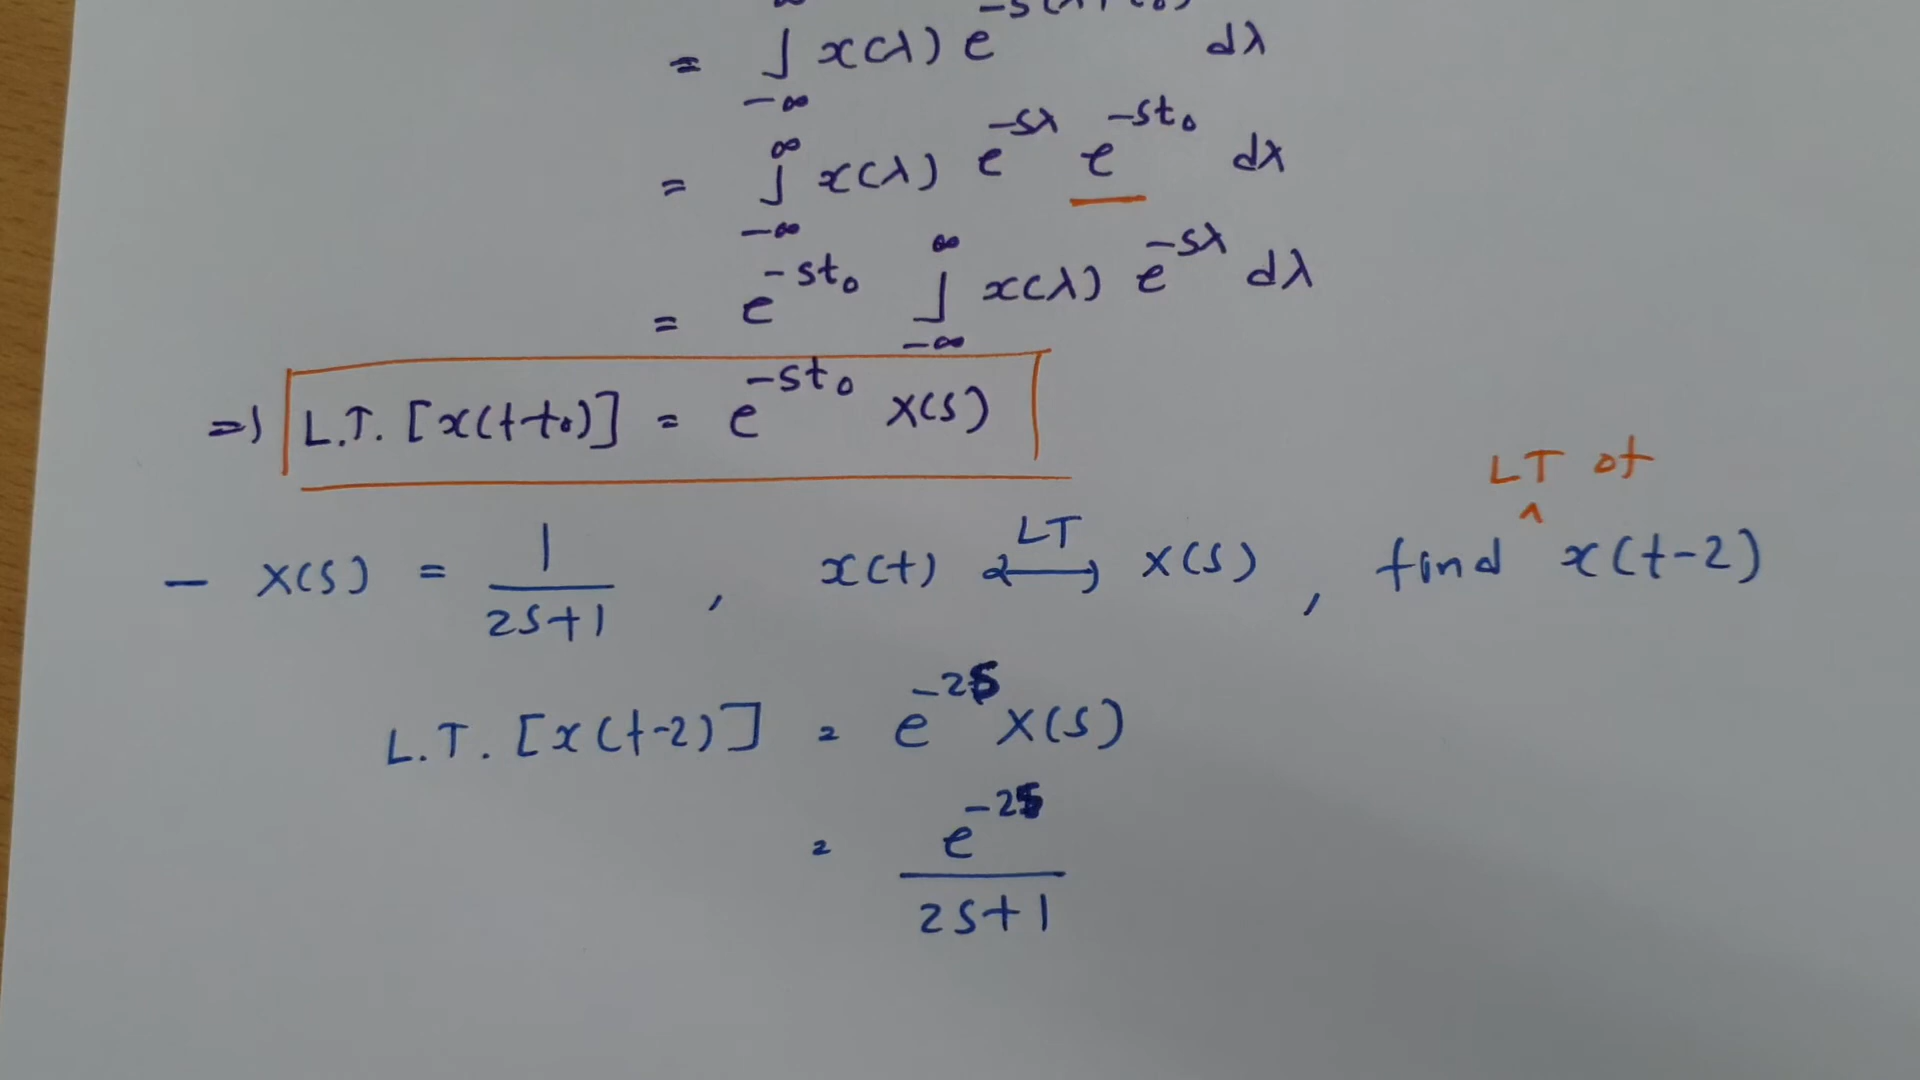 = ∫_{-∞}^{∞} x(λ) e^{-s(λ+t₀)} dλ
= ∫_{-∞}^{∞} x(λ) e^{-sλ} e^{-st₀} dλ
= e^{-st₀} ∫_{-∞}^{∞} x(λ) e^{-sλ} dλ
=> L.T. [x(t-t₀)] = e^{-st₀} X(s)
LT of
- X(s) = 1/(2s+1) , x(t) <-LT-> X(s) , find ^ x(t-2)
L.T. [x(t-2)] = e^{-2s} X(s)
= e^{-2s}/(2s+1)